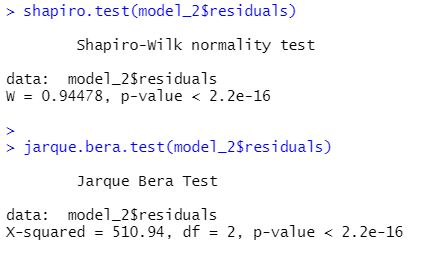 > shapiro.test(model_2$residuals)
Shapiro-Wilk normality test
data:  model_2$residuals
W = 0.94478, p-value < 2.2e-16
>
> jarque.bera.test(model_2$residuals)
Jarque Bera Test
data:  model_2$residuals
X-squared = 510.94, df = 2, p-value < 2.2e-16